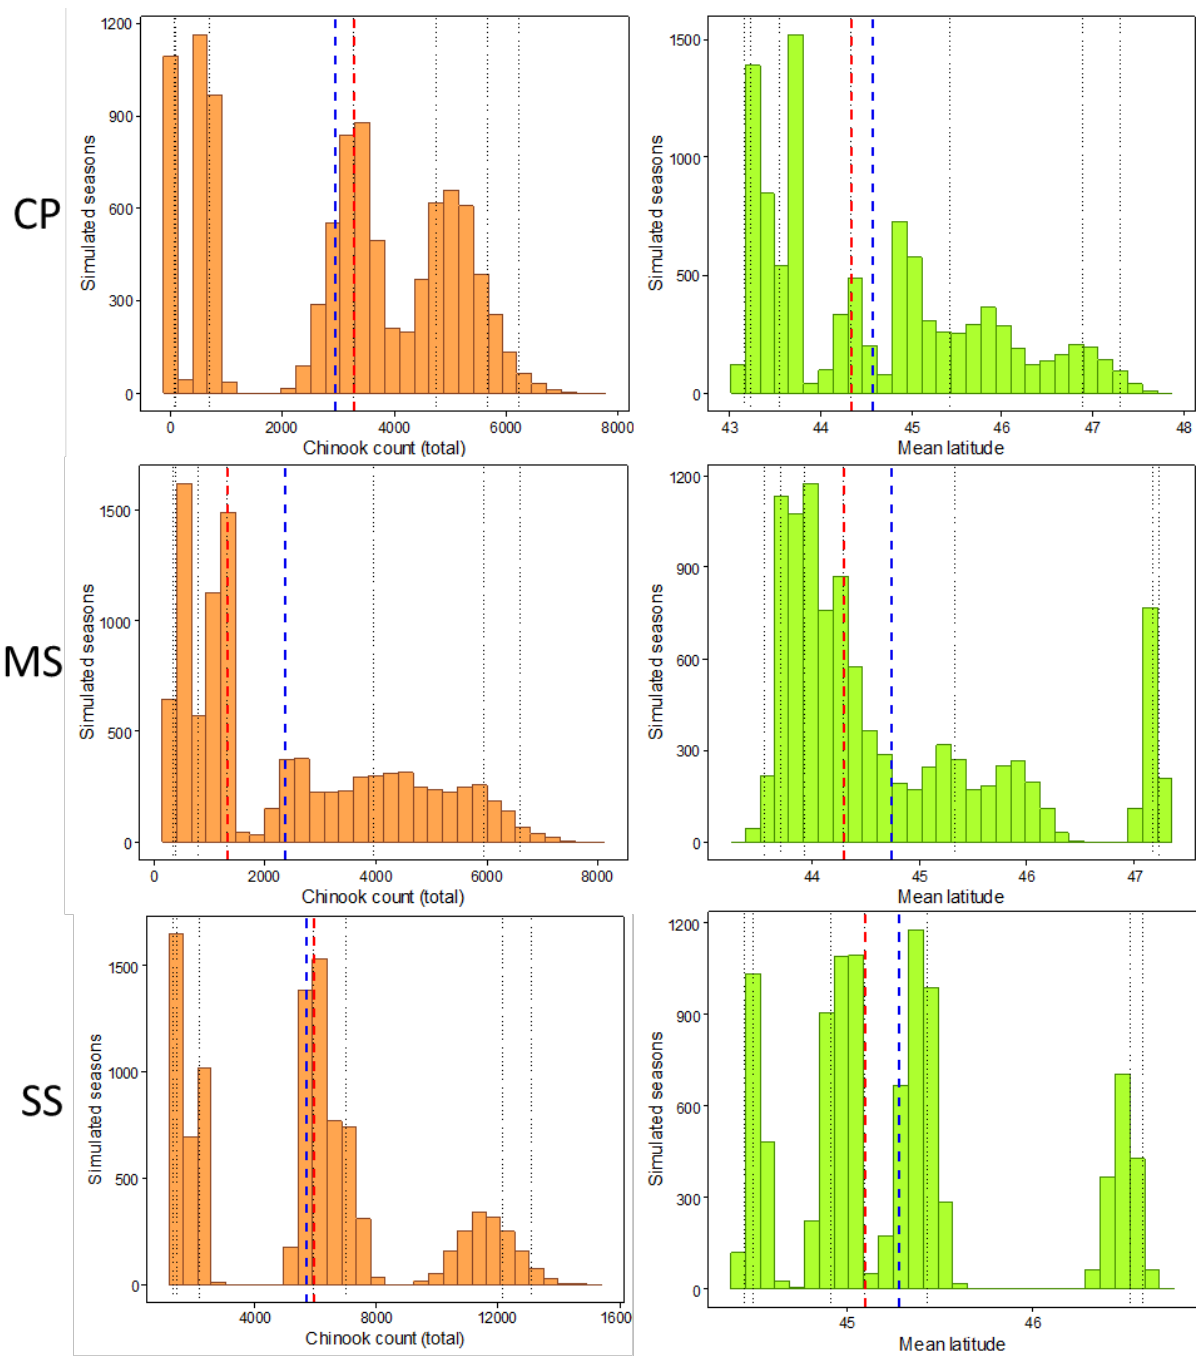 CP
Simulated seasons
1200
900
600
300
0
0 2000 4000 6000 8000
Chinook count (total)
Simulated seasons
1500
1000
500
0
43 44 45 46 47 48
Mean latitude
MS
Simulated seasons
1500
1000
500
0
0 2000 4000 6000 8000
Chinook count (total)
Simulated seasons
1200
900
600
300
0
44 45 46 47
Mean latitude
SS
Simulated seasons
1500
1000
500
0
4000 8000 12000 1600
Chinook count (total)
Simulated seasons
1200
900
600
300
0
45 46
Mean latitude